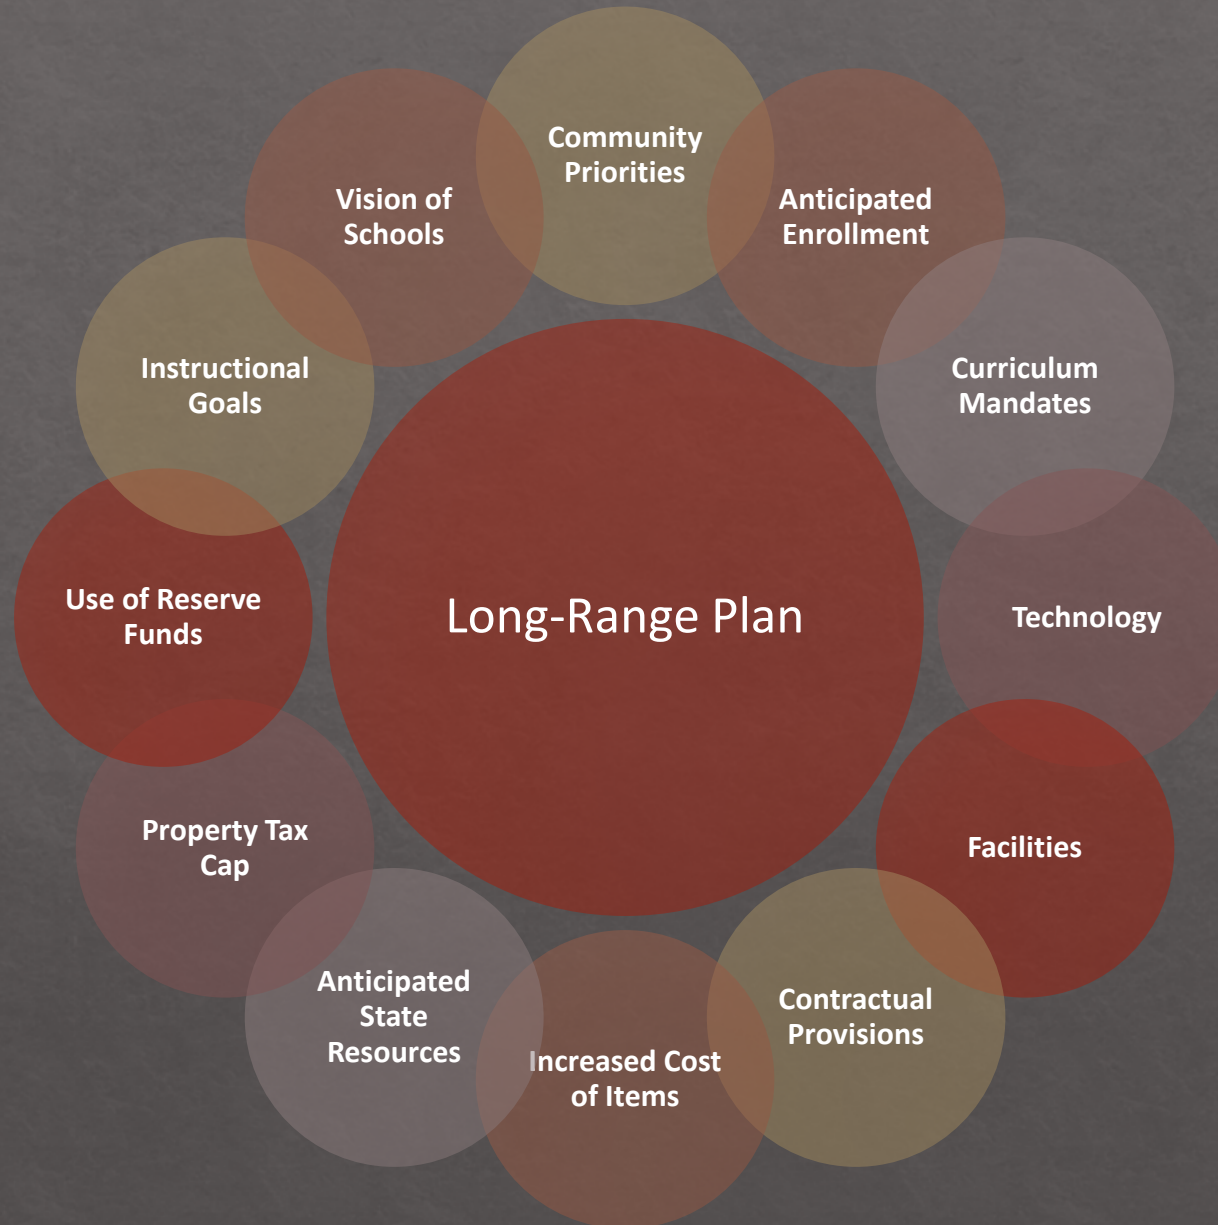 Community
Priorities
Anticipated
Enrollment
Curriculum
Mandates
Technology
Facilities
Contractual
Provisions
Increased Cost
of Items
Anticipated
State
Resources
Property Tax
Cap
Use of Reserve
Funds
Instructional
Goals
Vision of
Schools
Long-Range Plan